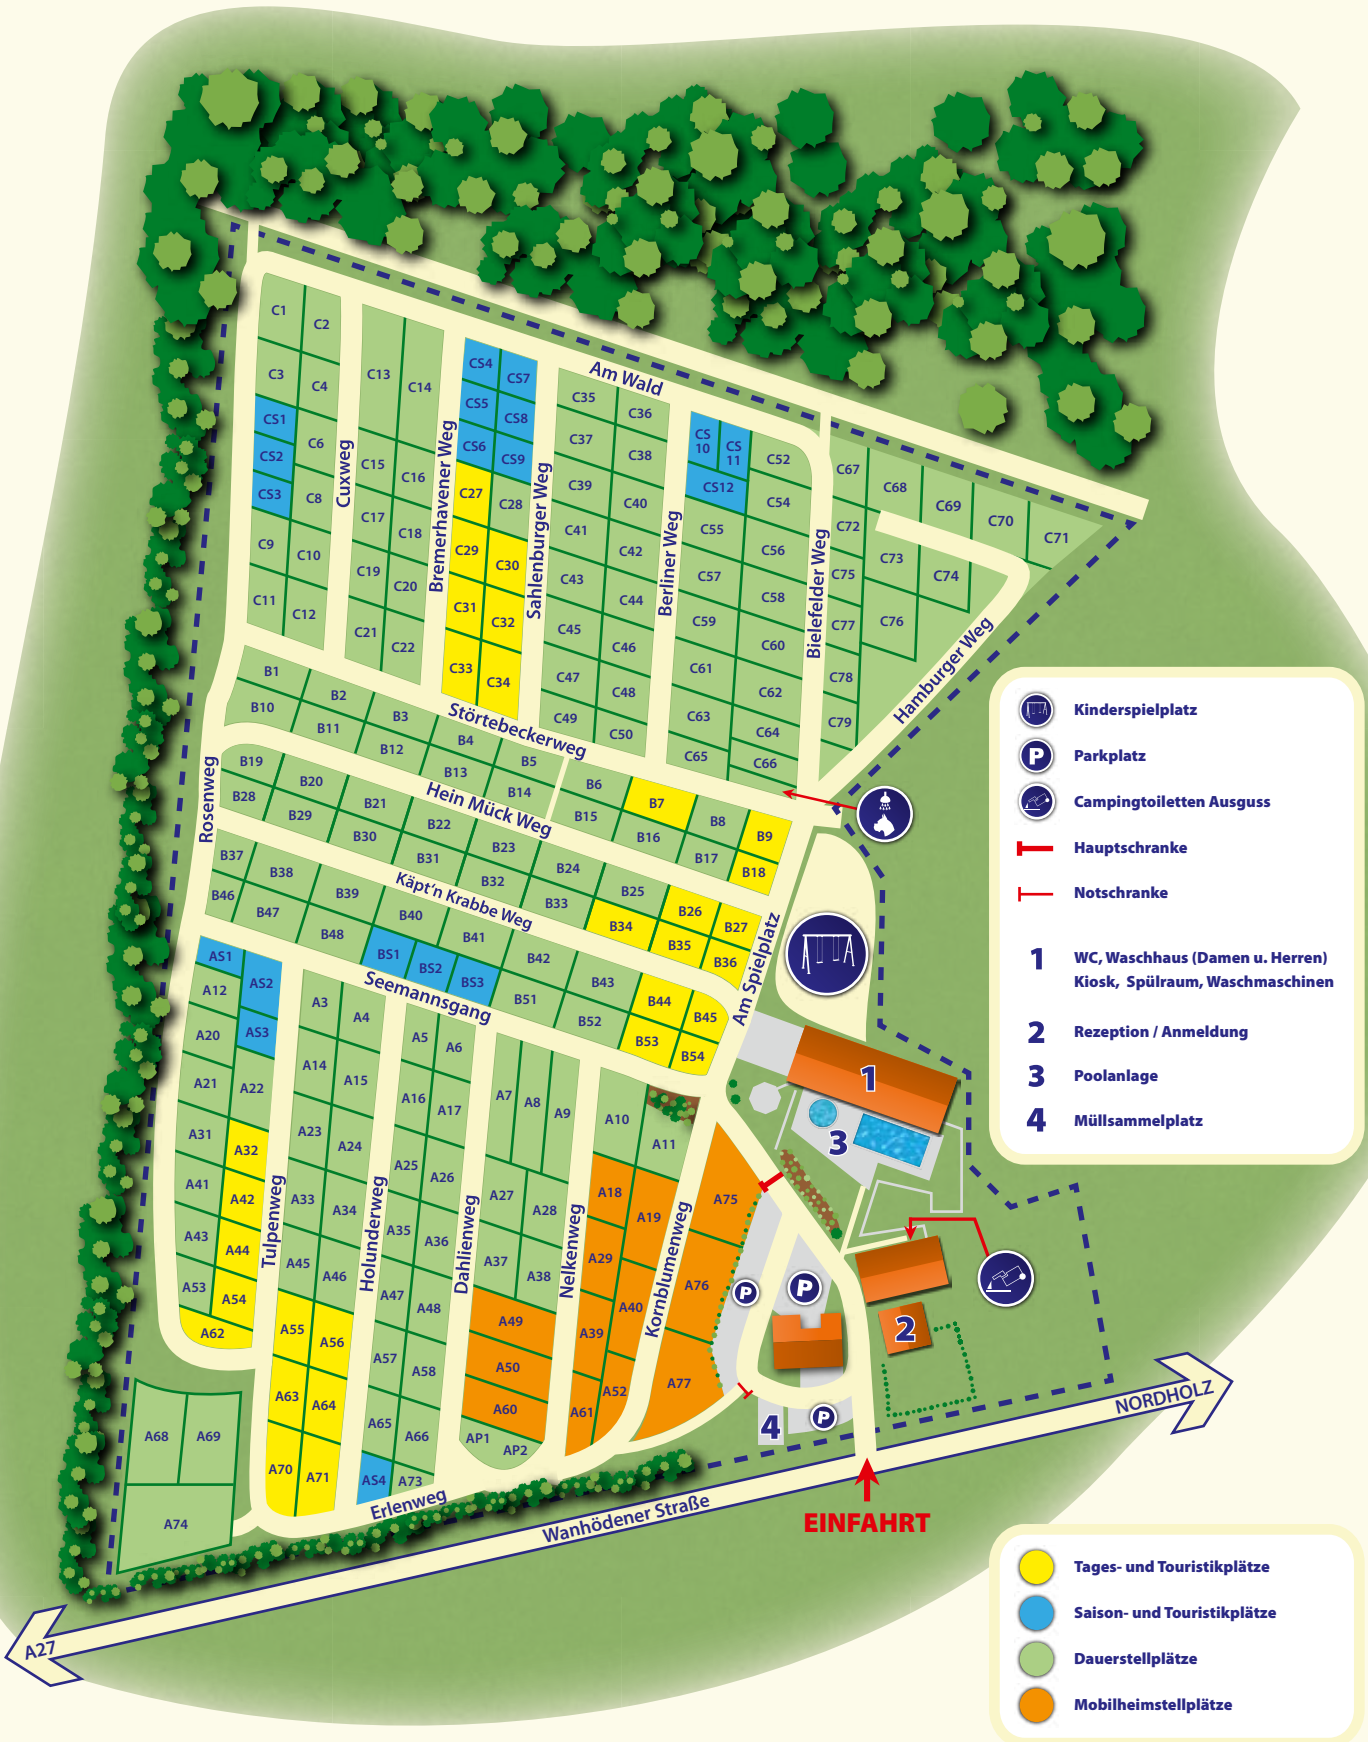 C1
C2
C3
C4
CS1
C6
CS2
CS3
C8
C9
C10
C11
C12
Cuxweg
C13
C14
C15
C16
C17
C18
C19
C20
C21
C22
Bremerhavener Weg
CS4
CS7
CS5
CS8
CS6
CS9
C27
C28
C29
C30
C31
C32
C33
C34
Sahlenburger Weg
Am Wald
C35
C36
C37
C38
C39
C40
C41
C42
C43
C44
C45
C46
C47
C48
C49
C50
Berliner Weg
CS
10
CS
11
C52
CS12
C54
C55
C56
C57
C58
C59
C60
C61
C62
C63
C64
C65
C66
Bielefelder Weg
C67
C68
C69
C70
C71
C72
C73
C74
C75
C76
C77
C78
C79
Hamburger Weg
B1
B2
B3
B4
B5
B6
B7
B8
B9
B10
B11
B12
B13
B14
B15
B16
B17
B18
Störtebeckerweg
Rosenweg
Hein Mück Weg
B19
B20
B21
B22
B23
B24
B25
B26
B27
B28
B29
B30
B31
B32
B33
B34
B35
B36
Käpt'n Krabbe Weg
B37
B38
B39
B40
B41
B42
B43
B44
B45
B46
B47
B48
BS1
BS2
BS3
B51
B52
B53
B54
Seemannsgang
Am Spielplatz
AS1
AS2
A12
AS3
A20
A21
A22
A31
A32
A41
A42
A43
A44
A53
A54
A62
Tulpenweg
A3
A4
A14
A15
A23
A24
A33
A34
A45
A46
A55
A56
A63
A64
A70
A71
Holunderweg
A5
A6
A16
A17
A25
A26
A35
A36
A47
A48
A57
A58
A65
A66
AS4
A73
Dahlienweg
A7
A8
A9
A27
A28
A37
A38
A49
A50
A60
AP1
AP2
Nelkenweg
A10
A11
A18
A19
A29
A40
A39
A52
A61
Kornblumenweg
A75
A76
A77
A68
A69
A74
Erlenweg
Wanhödener Straße
A27
NORDHOLZ
EINFAHRT
1
3
2
4
P
P
P
Kinderspielplatz
P
Parkplatz
Campingtoiletten Ausguss
Hauptschranke
Notschranke
1
WC, Waschhaus (Damen u. Herren)
Kiosk, Spülraum, Waschmaschinen
2
Rezeption / Anmeldung
3
Poolanlage
4
Müllsammelplatz
Tages- und Touristikplätze
Saison- und Touristikplätze
Dauerstellplätze
Mobilheimstellplätze